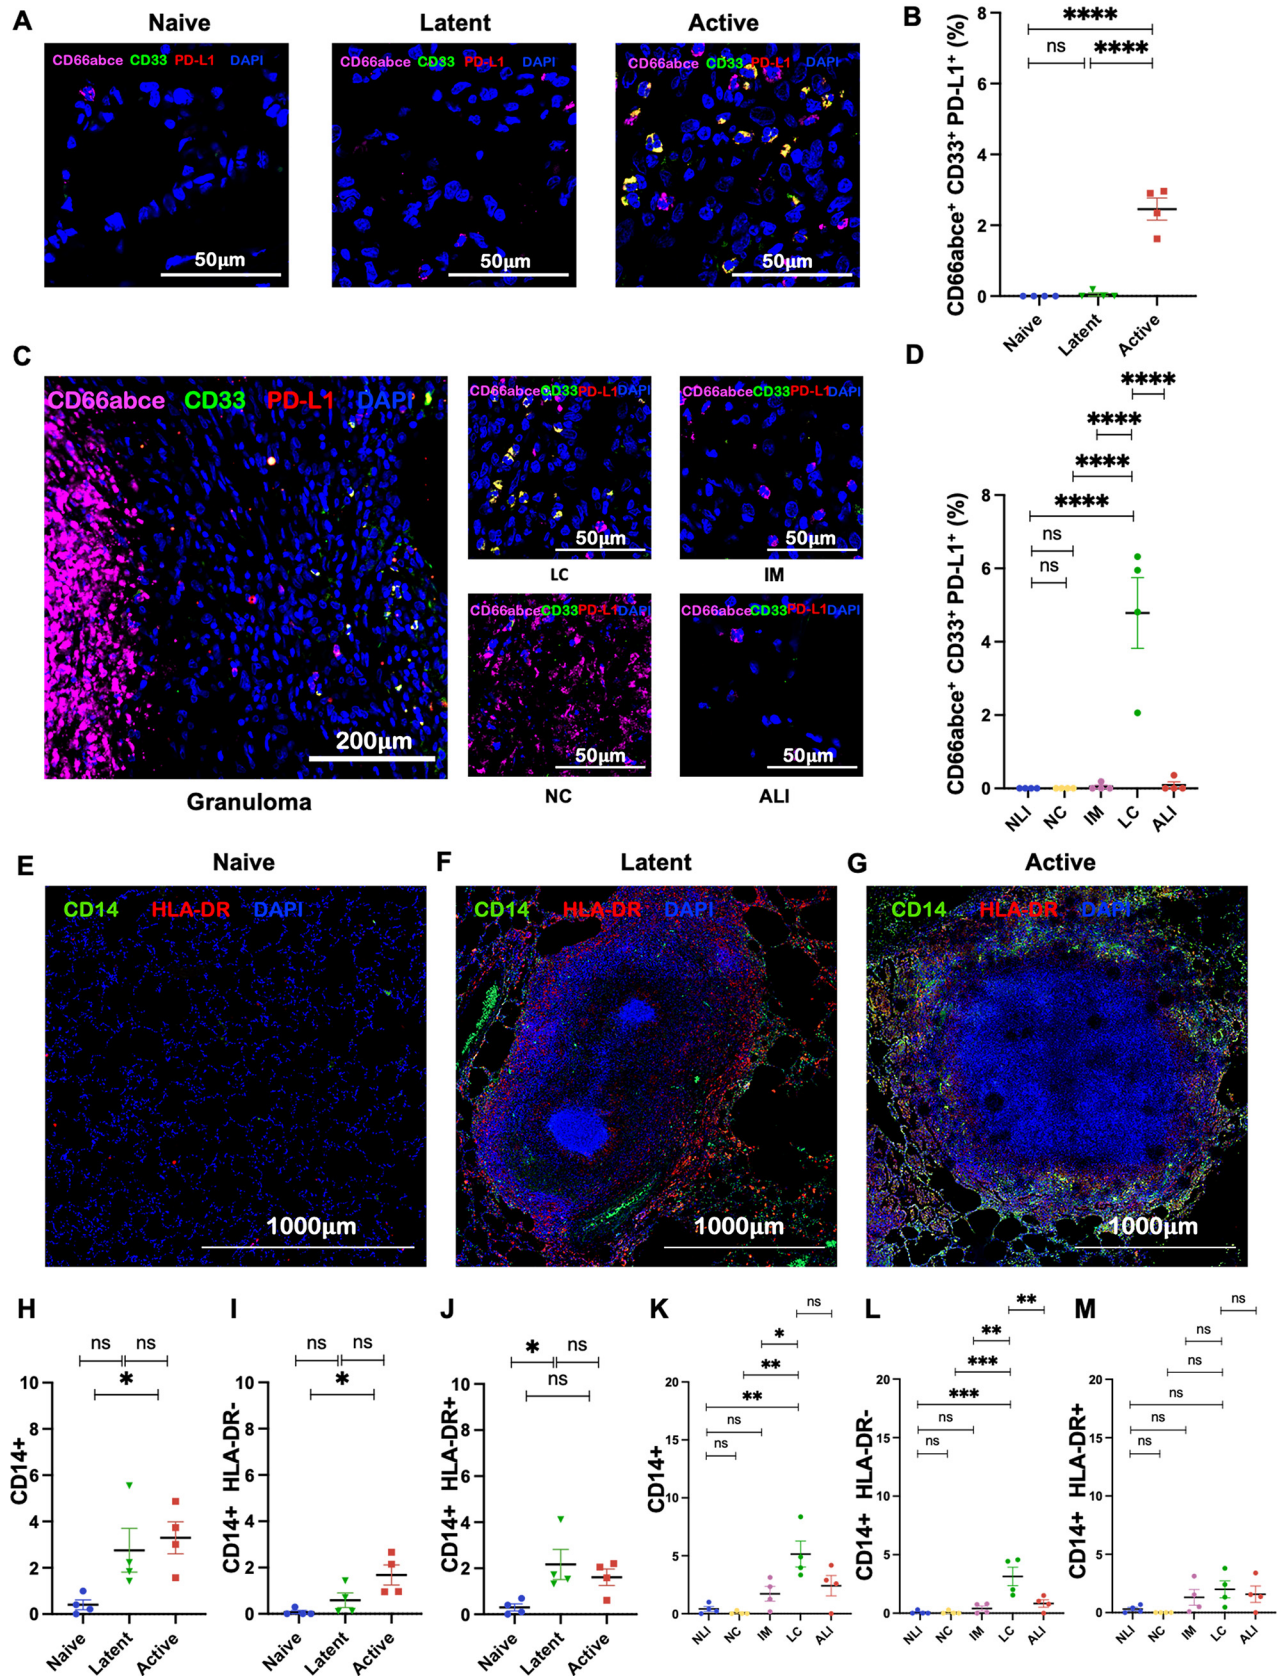 A
Naive
Latent
Active
CD66abce CD33 PD-L1 DAPI
50µm
CD66abce CD33 PD-L1 DAPI
50µm
CD66abce CD33 PD-L1 DAPI
50µm
B
CD66abce+ CD33+ PD-L1+ (%)
****
ns ****
8
6
4
2
0
Naive
Latent
Active
C
CD66abce CD33 PD-L1 DAPI
200µm
Granuloma
CD66abceCD33PD-L1DAPI
50µm
LC
CD66abceCD33PD-L1DAPI
50µm
IM
CD66abceCD33PD-L1DAPI
50µm
NC
CD66abceCD33PD-L1DAPI
50µm
ALI
D
CD66abce+ CD33+ PD-L1+ (%)
****
****
****
****
ns
ns
8
6
4
2
0
NLI
NC
IM
LC
ALI
E
Naive
CD14 HLA-DR DAPI
1000µm
F
Latent
CD14 HLA-DR DAPI
1000µm
G
Active
CD14 HLA-DR DAPI
1000µm
H
CD14+
ns ns
*
10
8
6
4
2
0
Naive
Latent
Active
I
CD14+ HLA-DR-
ns ns
*
10
8
6
4
2
0
Naive
Latent
Active
J
CD14+ HLA-DR+
* ns
ns
10
8
6
4
2
0
Naive
Latent
Active
K
CD14+
ns
*
**
**
ns
ns
20
15
10
5
0
NLI
NC
IM
LC
ALI
L
CD14+ HLA-DR-
**
**
***
***
ns
ns
20
15
10
5
0
NLI
NC
IM
LC
ALI
M
CD14+ HLA-DR+
ns
ns
ns
ns
ns
ns
20
15
10
5
0
NLI
NC
IM
LC
ALI